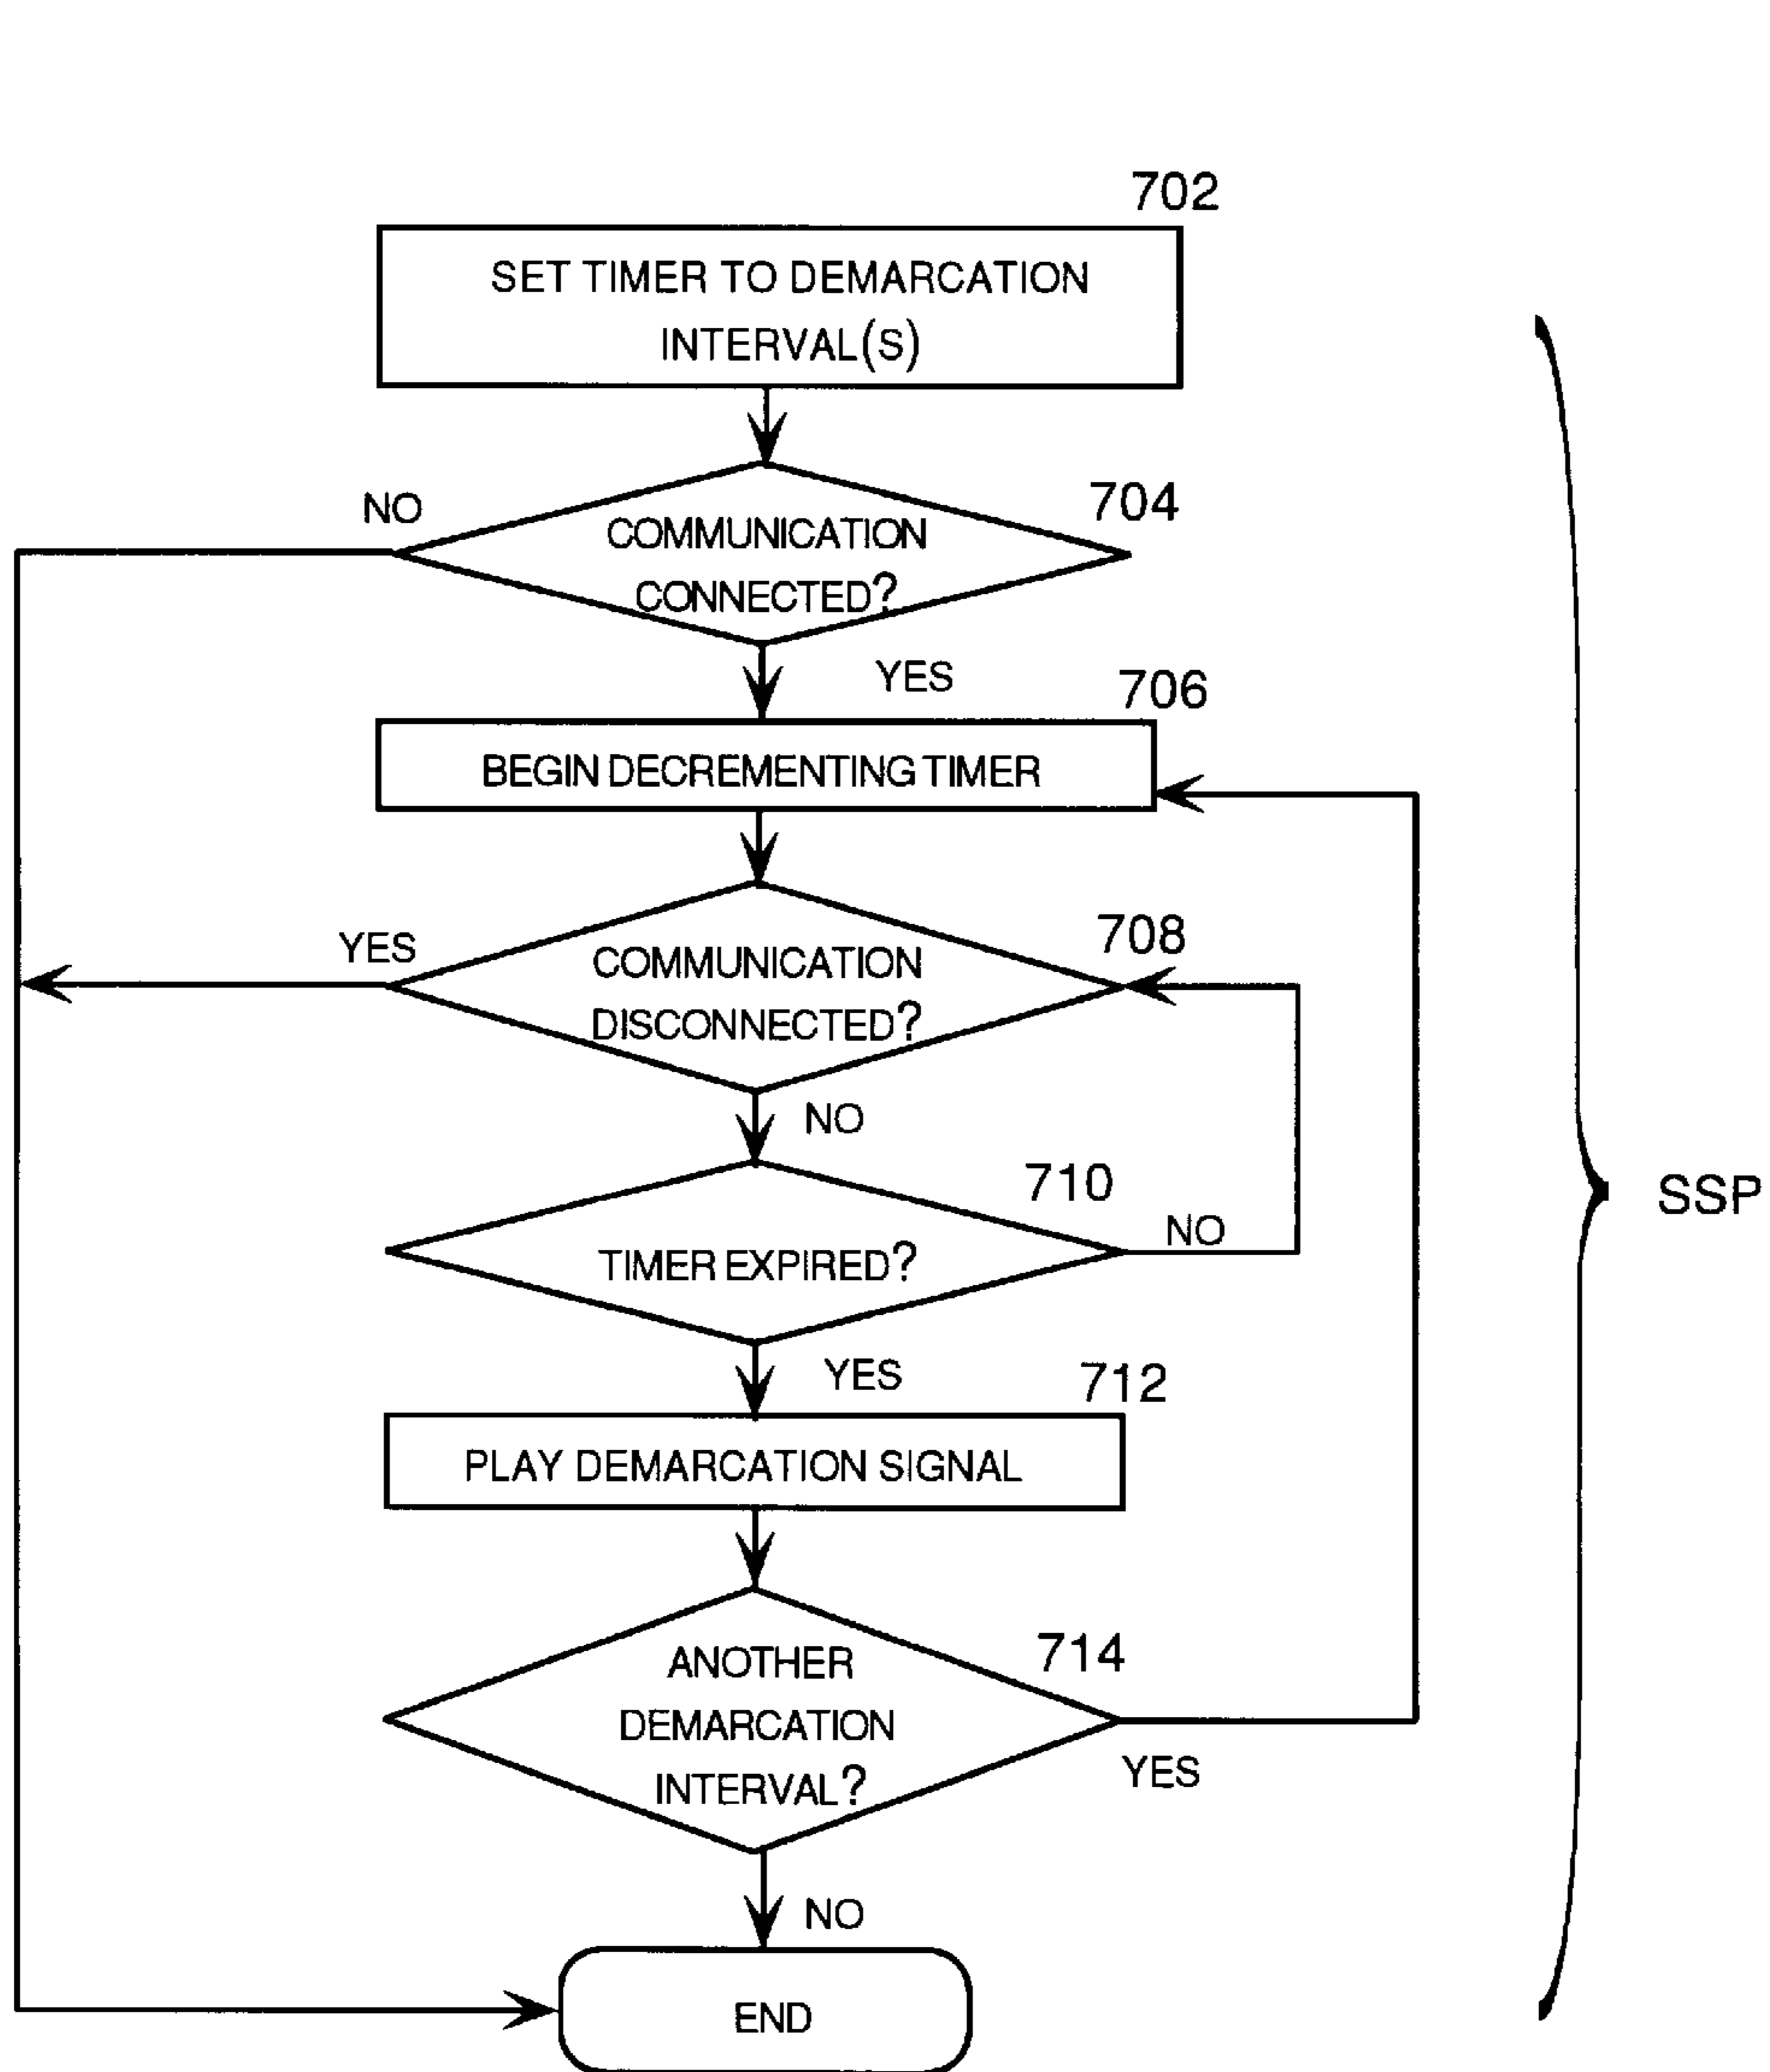 702
SET TIMER TO DEMARCATION
INTERVAL(S)
NO
704
COMMUNICATION
CONNECTED?
YES
706
BEGIN DECREMENTING TIMER
YES
708
COMMUNICATION
DISCONNECTED?
NO
710
NO
TIMER EXPIRED?
SSP
YES
712
PLAY DEMARCATION SIGNAL
714
ANOTHER
DEMARCATION
INTERVAL?
YES
NO
END